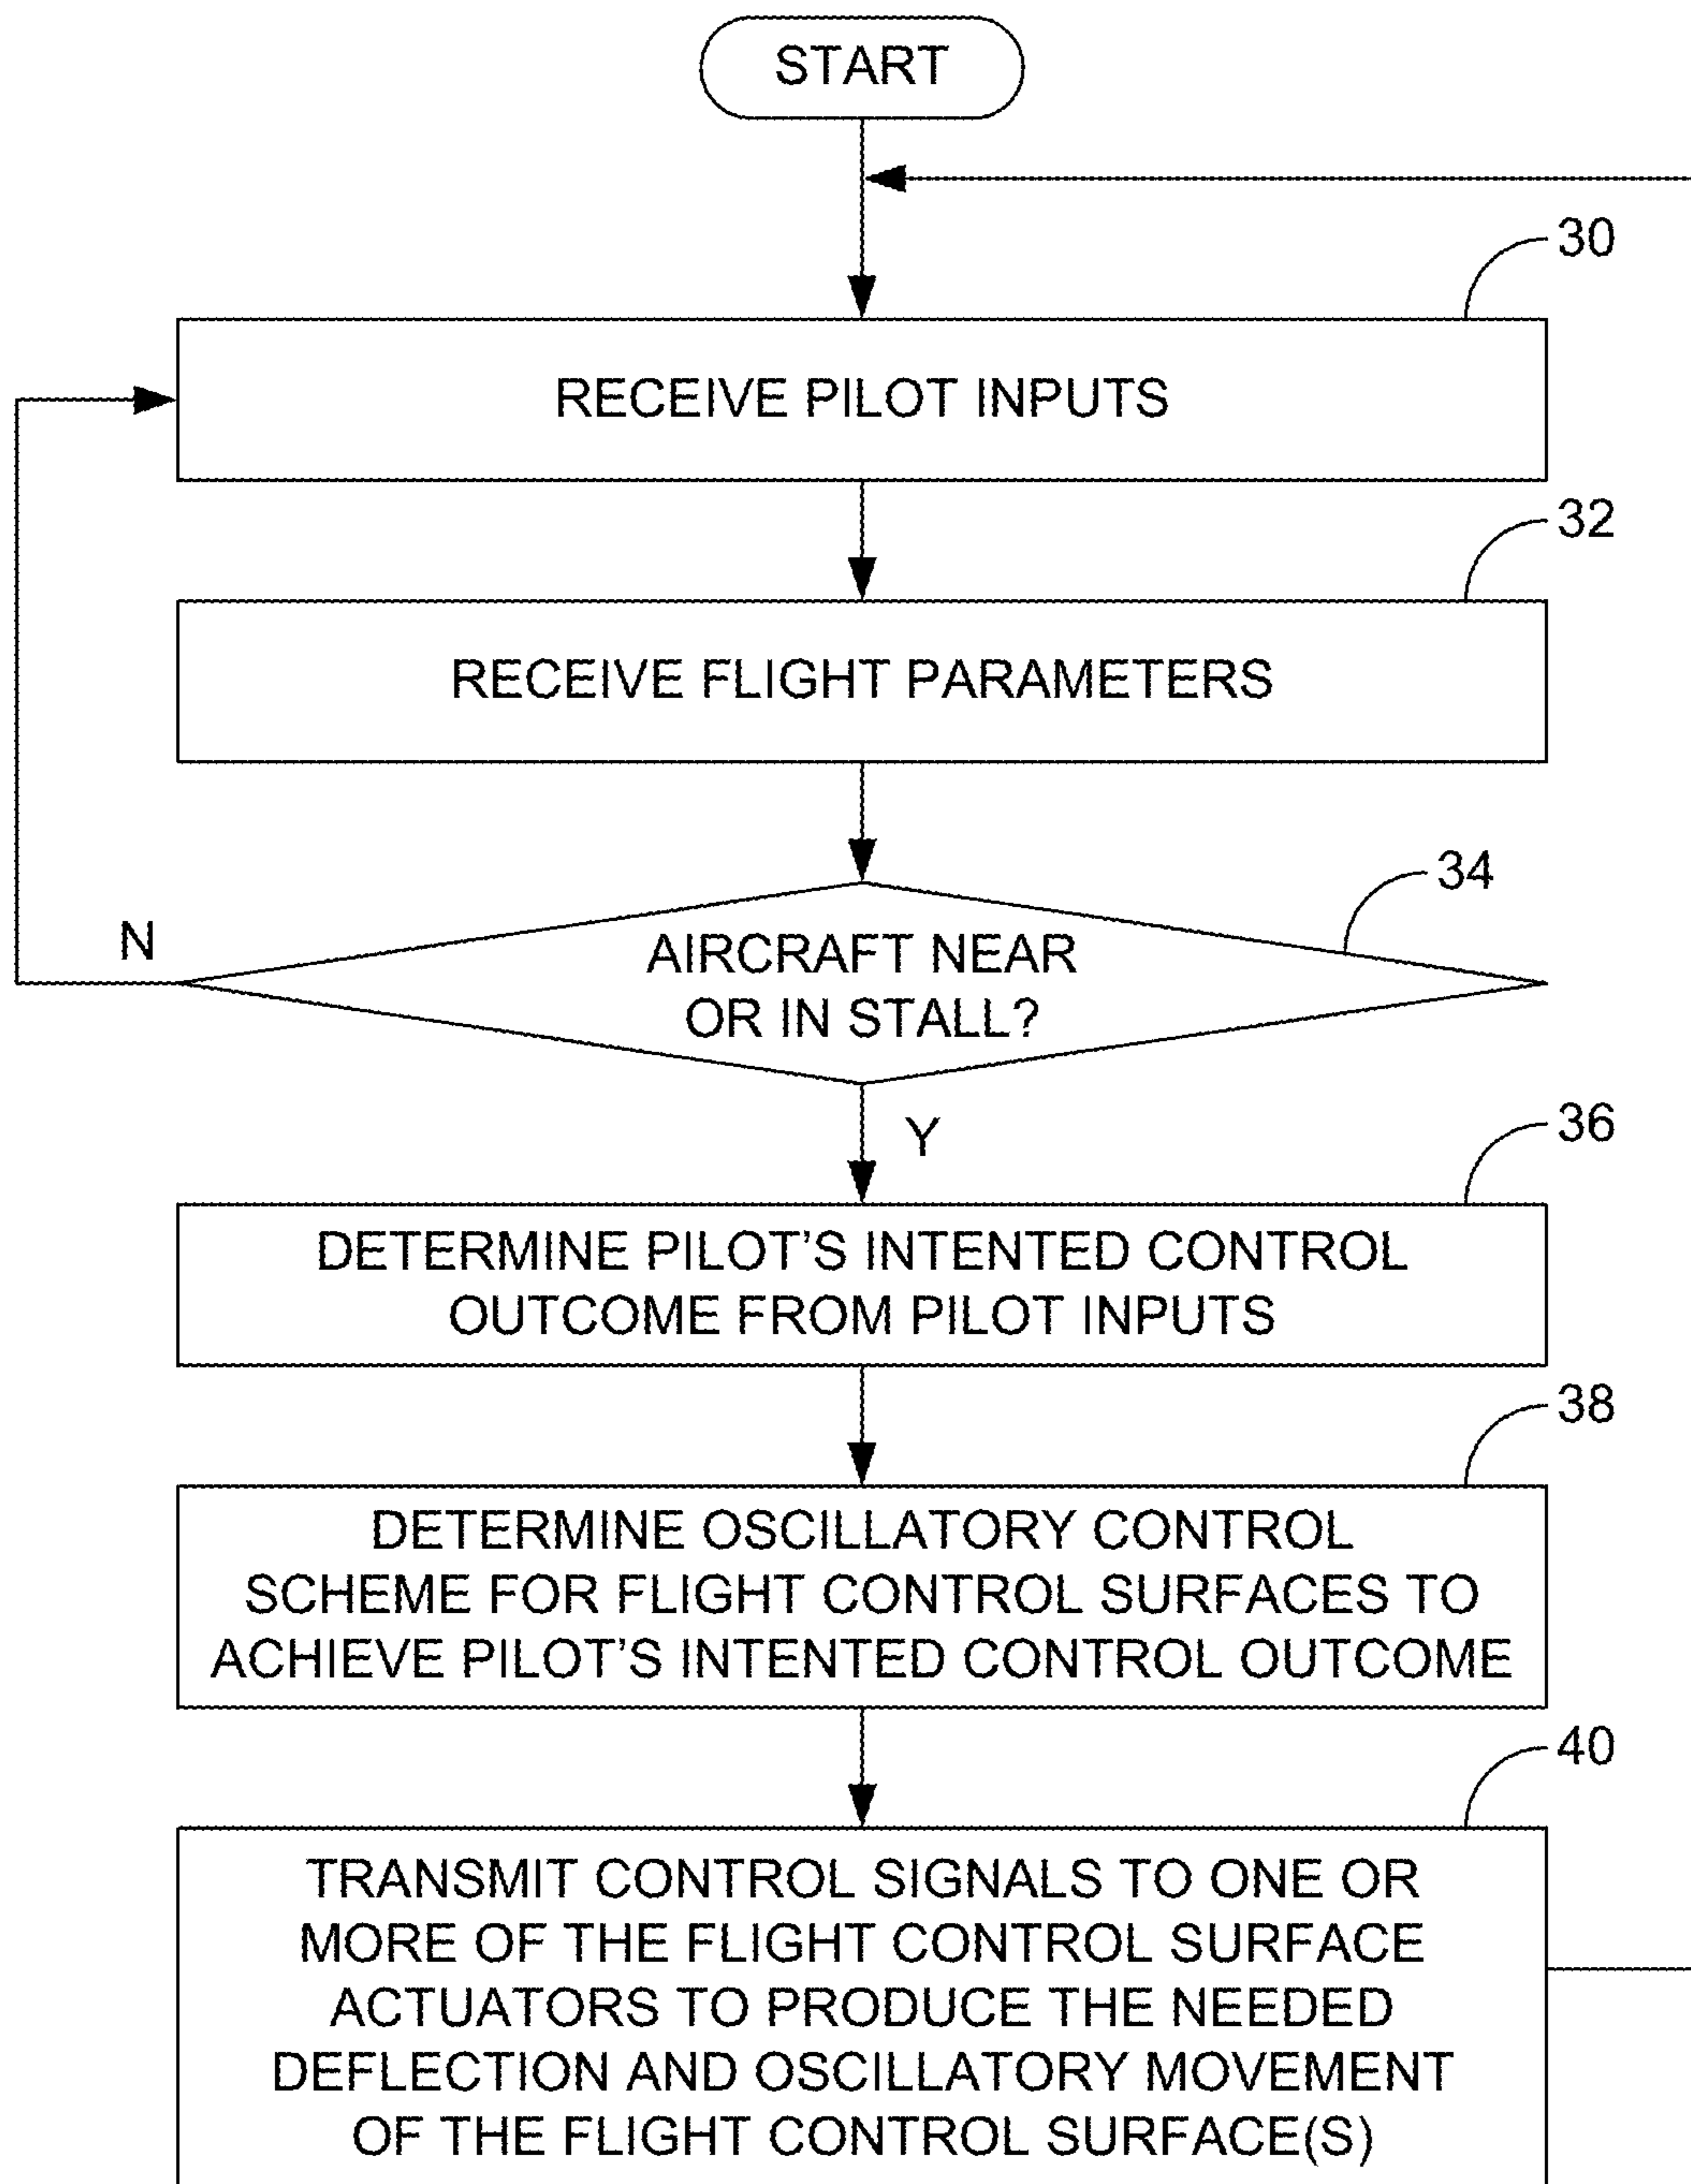 START
30
RECEIVE PILOT INPUTS
32
RECEIVE FLIGHT PARAMETERS
34
AIRCRAFT NEAR
OR IN STALL?
N
Y
36
DETERMINE PILOT’S INTENTED CONTROL
OUTCOME FROM PILOT INPUTS
38
DETERMINE OSCILLATORY CONTROL
SCHEME FOR FLIGHT CONTROL SURFACES TO
ACHIEVE PILOT’S INTENTED CONTROL OUTCOME
40
TRANSMIT CONTROL SIGNALS TO ONE OR
MORE OF THE FLIGHT CONTROL SURFACE
ACTUATORS TO PRODUCE THE NEEDED
DEFLECTION AND OSCILLATORY MOVEMENT
OF THE FLIGHT CONTROL SURFACE(S)